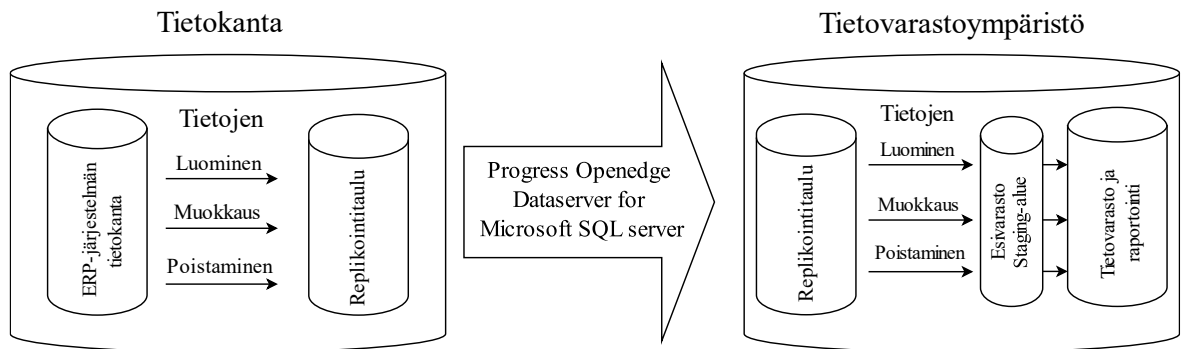 Tietokanta
ERP-järjestelmän
tietokanta
Tietojen
Luominen
Muokkaus
Poistaminen
Replikointitaulu
Progress Openedge
Dataserver for
Microsoft SQL server
Tietovarastoympäristö
Replikointitaulu
Tietojen
Luominen
Muokkaus
Poistaminen
Esivarasto
Staging-alue
Tietovarasto ja
raportointi